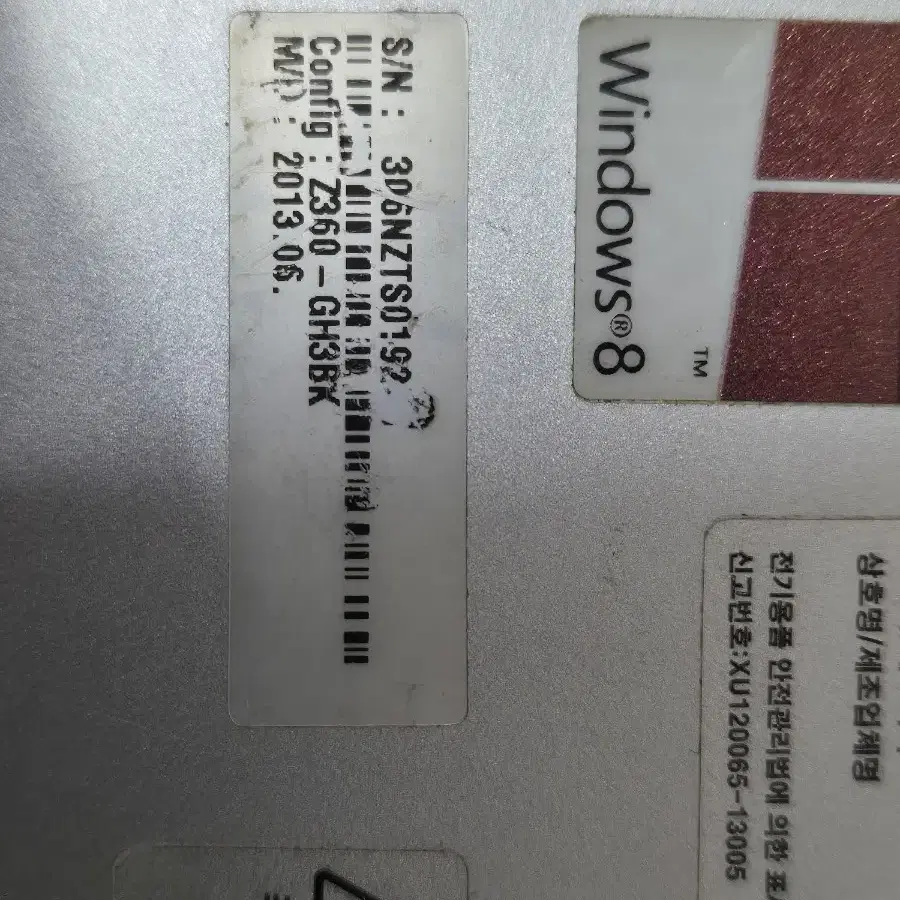 S/N : 306NZTS0192
Config : Z360-GH3BK
M/D : 2013.06.
Windows®8
TM
상호명/제조업체명
전기용품 안전관리법에 의한 표
신고번호:XU120065-13005